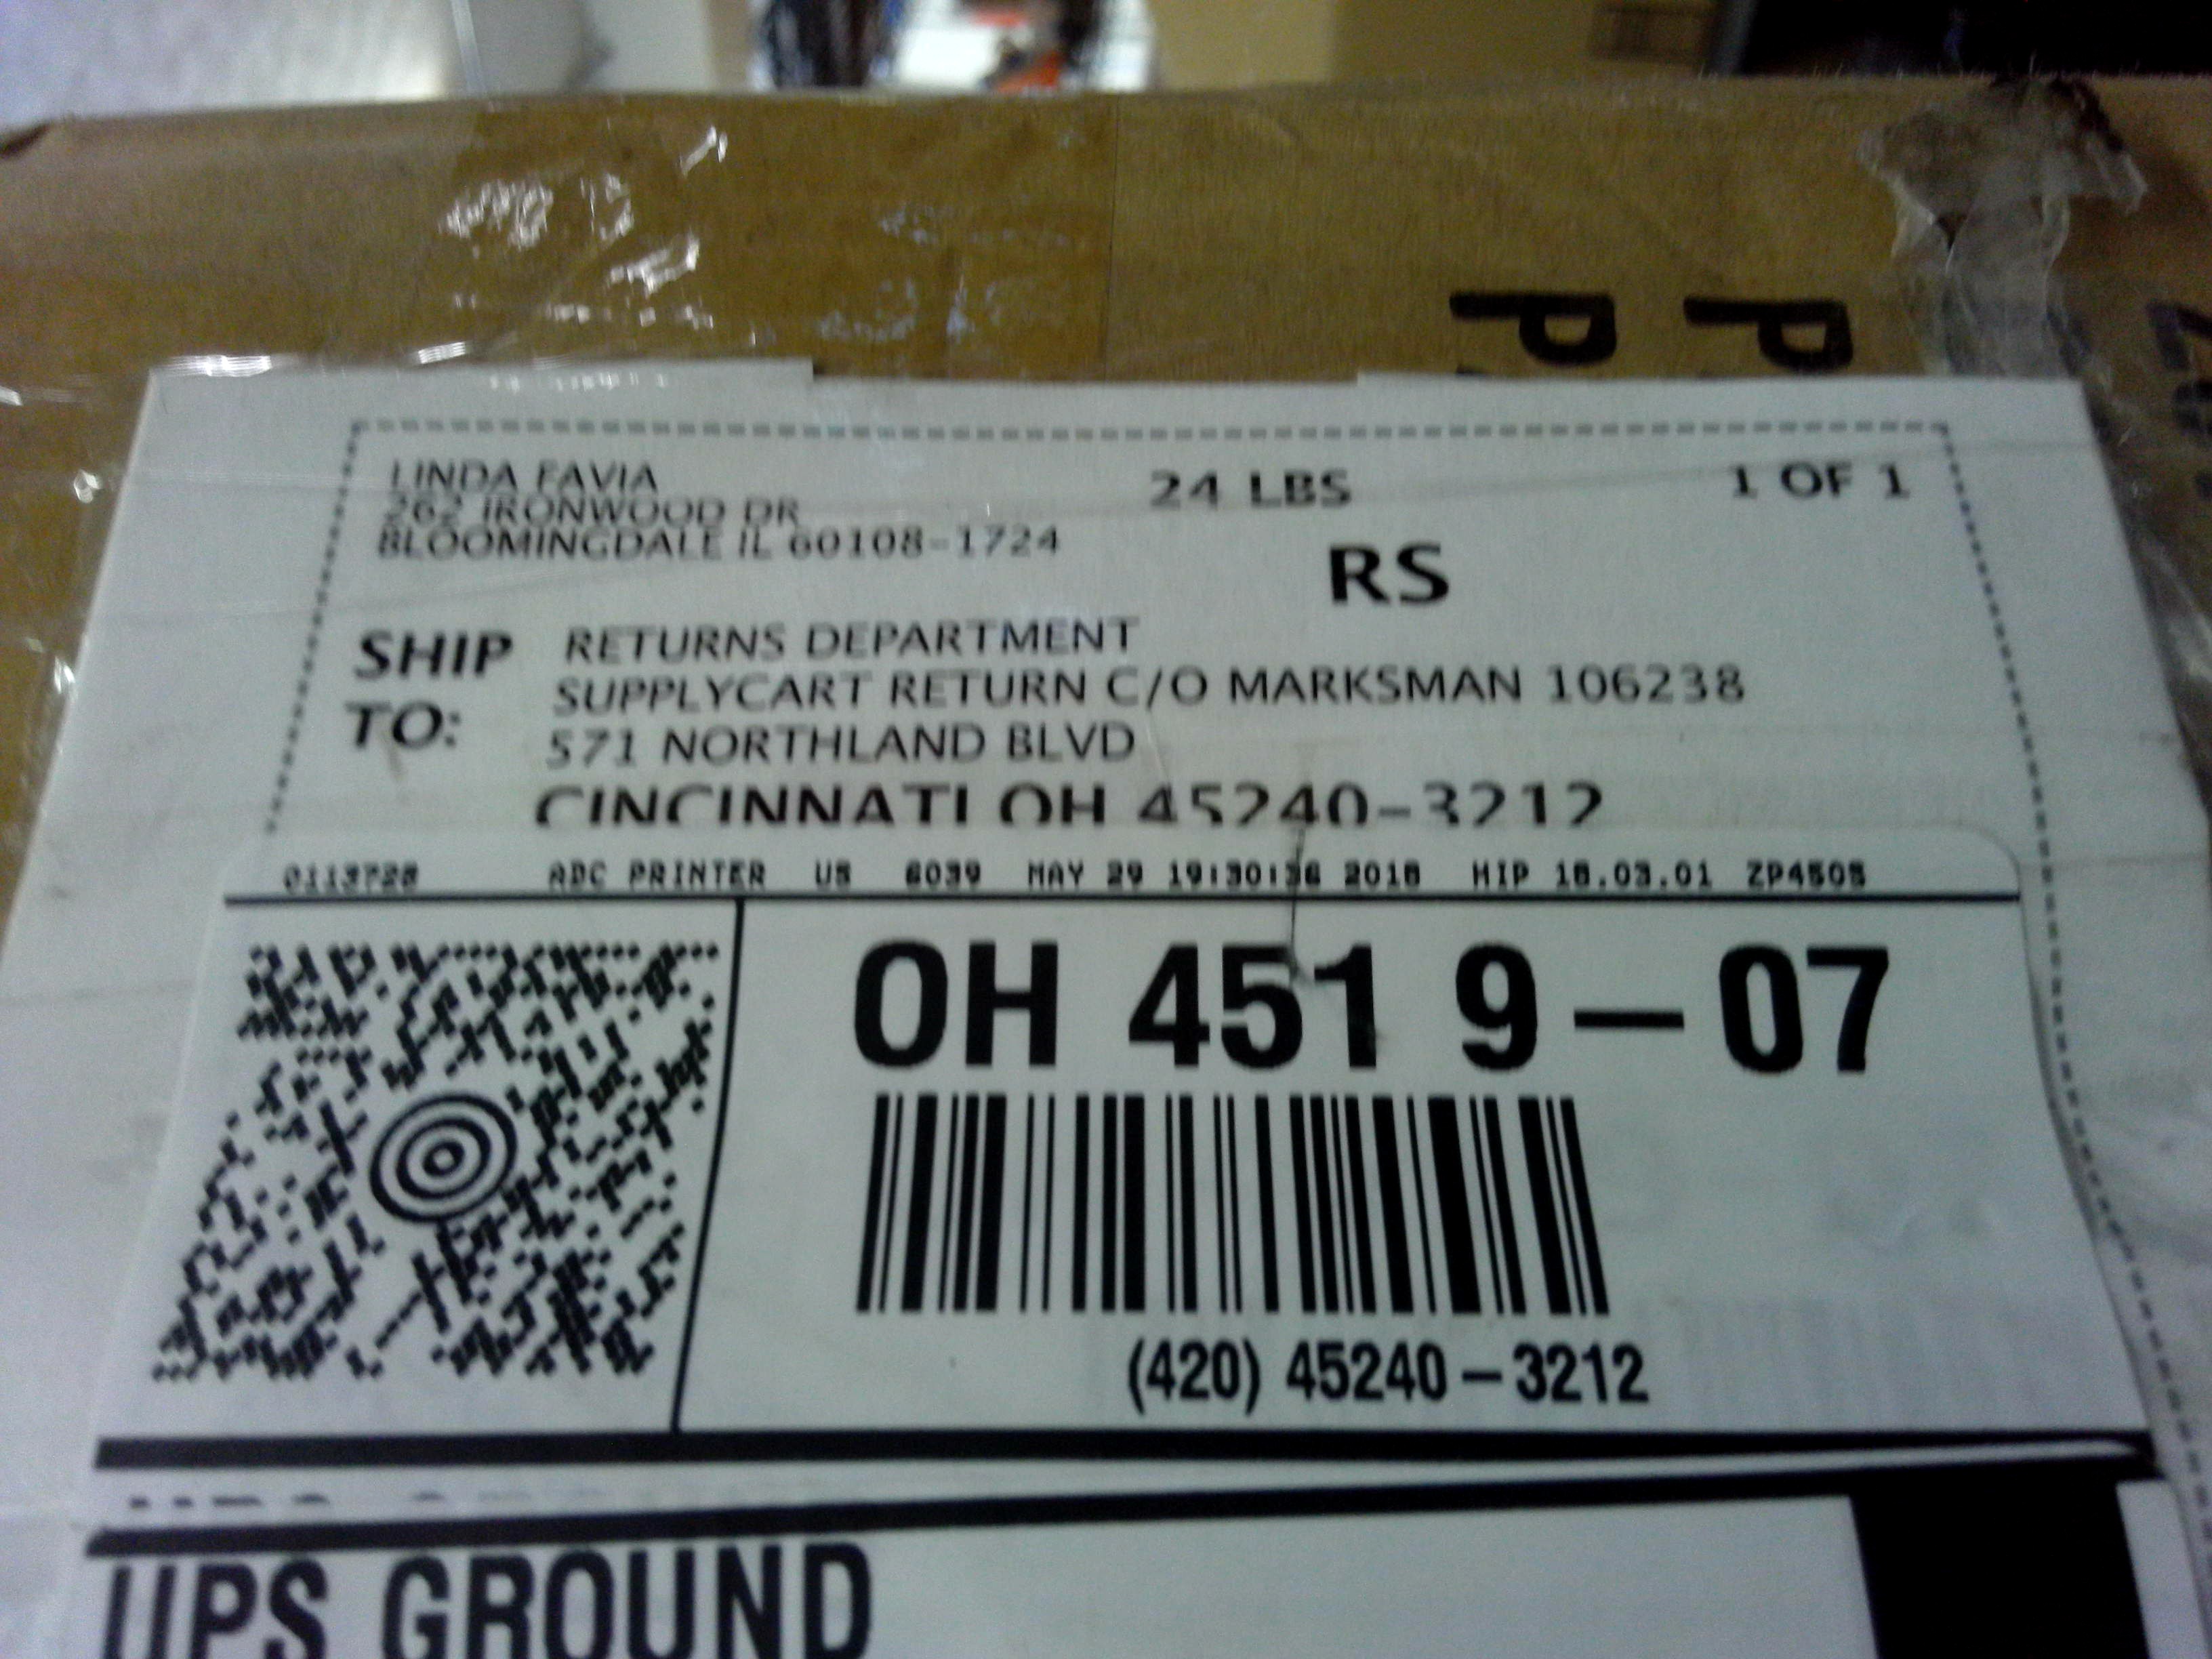 P P
LINDA FAVIA 24 LBS 1 OF 1
262 IRONWOOD DR
BLOOMINGDALE IL 60108-1724
RS
SHIP TO: RETURNS DEPARTMENT
SUPPLYCART RETURN C/O MARKSMAN 106238
571 NORTHLAND BLVD
CINCINNATI OH 45240-3212
0113728 ADC PRINTER US 6039 MAY 29 19:30:36 2018 HIP 18.03.01 ZP4505
OH 451 9-07
(420) 45240-3212
UPS GROUND